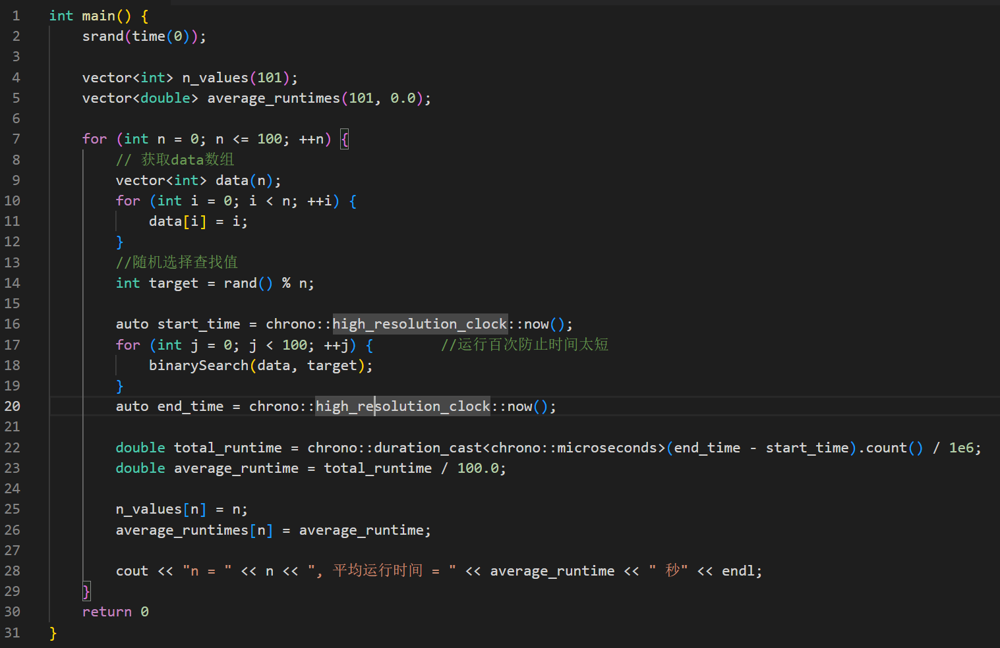 1 int main() {
2 srand(time(0));
3
4 vector<int> n_values(101);
5 vector<double> average_runtimes(101, 0.0);
6
7 for (int n = 0; n <= 100; ++n) {
8 // 获取data数组
9 vector<int> data(n);
10 for (int i = 0; i < n; ++i) {
11 data[i] = i;
12 }
13 //随机选择查找值
14 int target = rand() % n;
15
16 auto start_time = chrono::high_resolution_clock::now();
17 for (int j = 0; j < 100; ++j) { //运行百次防止时间太短
18 binarySearch(data, target);
19 }
20 auto end_time = chrono::high_resolution_clock::now();
21
22 double total_runtime = chrono::duration_cast<chrono::microseconds>(end_time - start_time).count() / 1e6;
23 double average_runtime = total_runtime / 100.0;
24
25 n_values[n] = n;
26 average_runtimes[n] = average_runtime;
27
28 cout << "n = " << n << ", 平均运行时间 = " << average_runtime << " 秒" << endl;
29 }
30 return 0
31 }